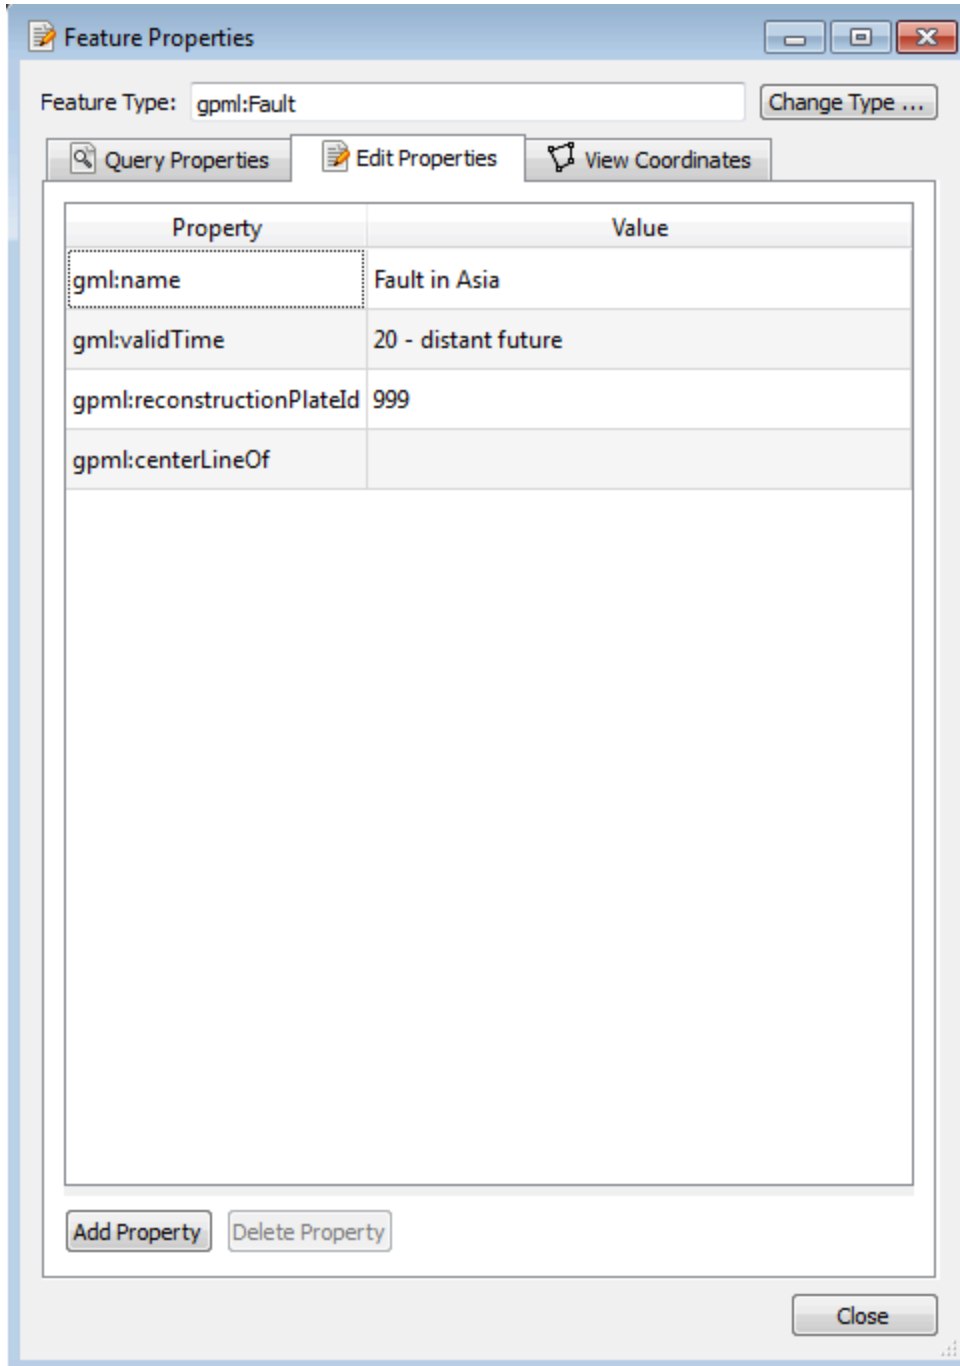 Feature Properties
Feature Type: gpml:Fault Change Type ...
Query Properties Edit Properties View Coordinates
Property Value
gml:name Fault in Asia
gml:validTime 20 - distant future
gpml:reconstructionPlateId 999
gpml:centerLineOf
Add Property Delete Property
Close